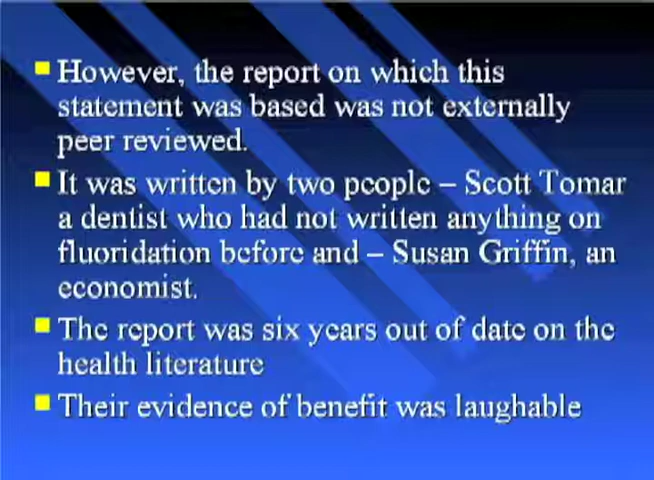 However, the report on which this
statement was based was not externally
peer reviewed.
It was written by two people – Scott Tomar
a dentist who had not written anything on
fluoridation before and – Susan Griffin, an
economist.
The report was six years out of date on the
health literature
Their evidence of benefit was laughable